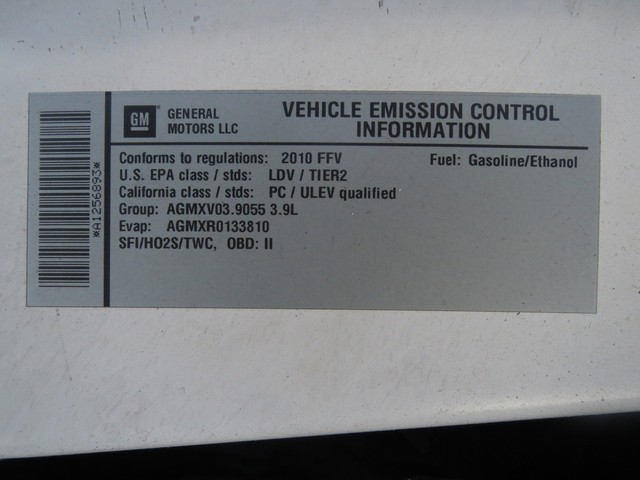 *A1256893*
GM
GENERAL
MOTORS LLC
VEHICLE EMISSION CONTROL
INFORMATION
Conforms to regulations: 2010 FFV Fuel: Gasoline/Ethanol
U.S. EPA class / stds: LDV / TIER2
California class / stds: PC / ULEV qualified
Group: AGMXV03.9055 3.9L
Evap: AGMXR0133810
SFI/HO2S/TWC, OBD: II